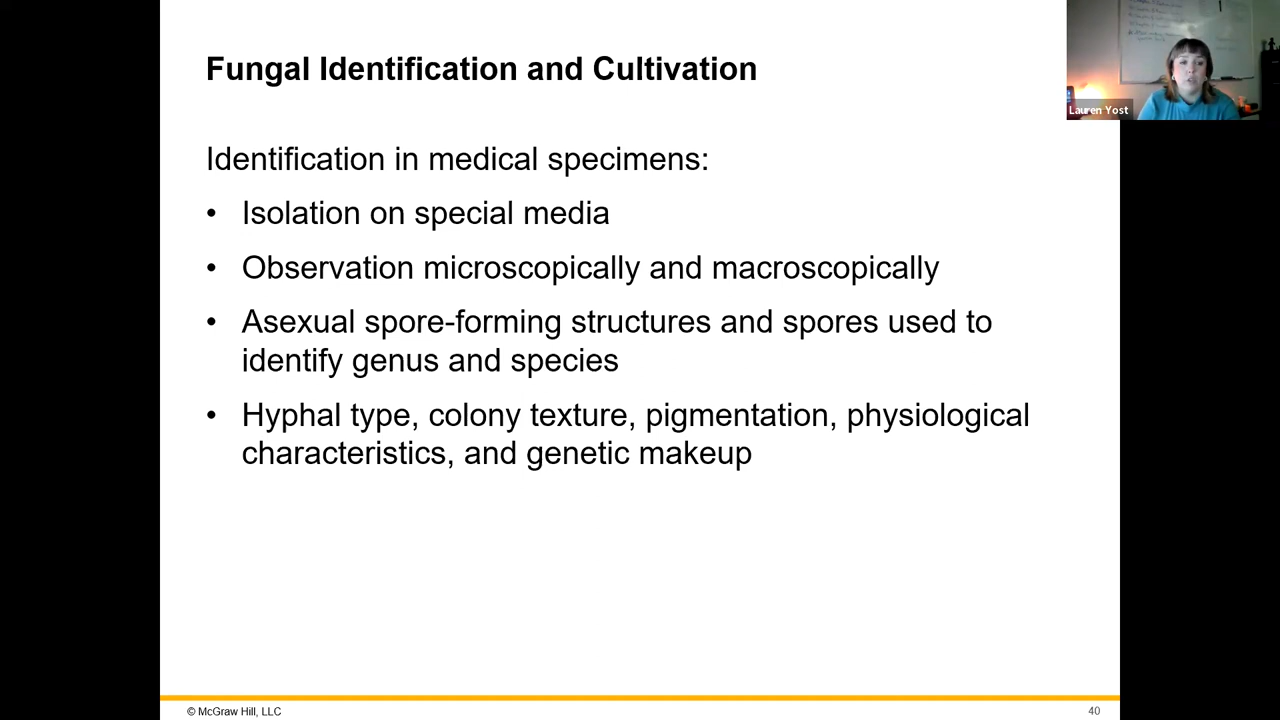 Fungal Identification and Cultivation
Lauren Yost
Identification in medical specimens:
• Isolation on special media
• Observation microscopically and macroscopically
• Asexual spore-forming structures and spores used to
identify genus and species
• Hyphal type, colony texture, pigmentation, physiological
characteristics, and genetic makeup
© McGraw Hill, LLC
40